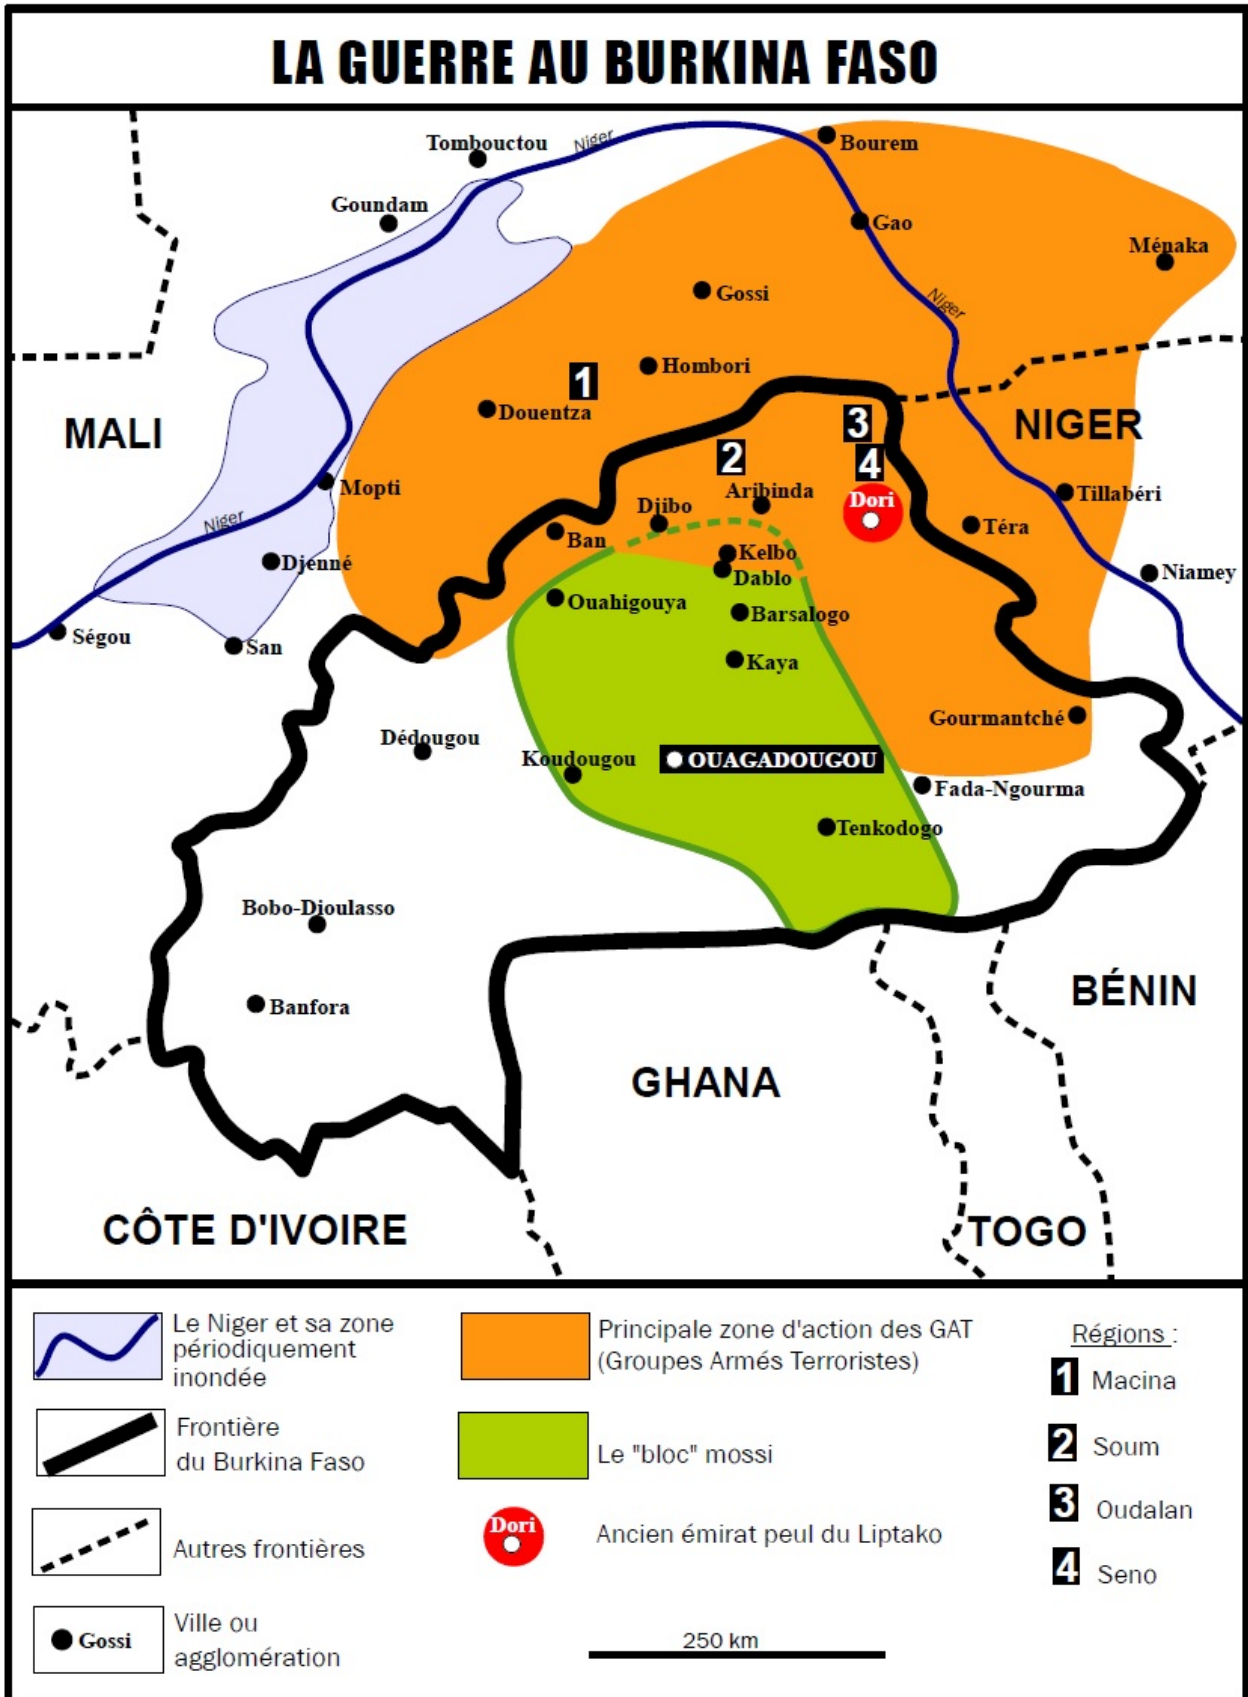 LA GUERRE AU BURKINA FASO
Tombouctou
Niger
Bourem
Goundam
Gao
Ménaka
Gossi
Niger
Hombori
1
Douentza
MALI
3
NIGER
2
4
Mopti
Aribinda
Dori
Tillabéri
Djibo
Niger
Téra
Ban
Kelbo
Djenné
Dablo
Niamey
Ouahigouya
Barsalogo
Ségou
San
Kaya
Gourmantché
Dédougou
Koudougou
OUAGADOUGOU
Fada-Ngourma
Tenkodogo
Bobo-Dioulasso
Banfora
BÉNIN
GHANA
CÔTE D'IVOIRE
TOGO
Le Niger et sa zone
périodiquement
inondée
Frontière
du Burkina Faso
Autres frontières
Gossi
Ville ou
agglomération
Principale zone d'action des GAT
(Groupes Armés Terroristes)
Le "bloc" mossi
Dori
Ancien émirat peul du Liptako
250 km
Régions :
1 Macina
2 Soum
3 Oudalan
4 Seno